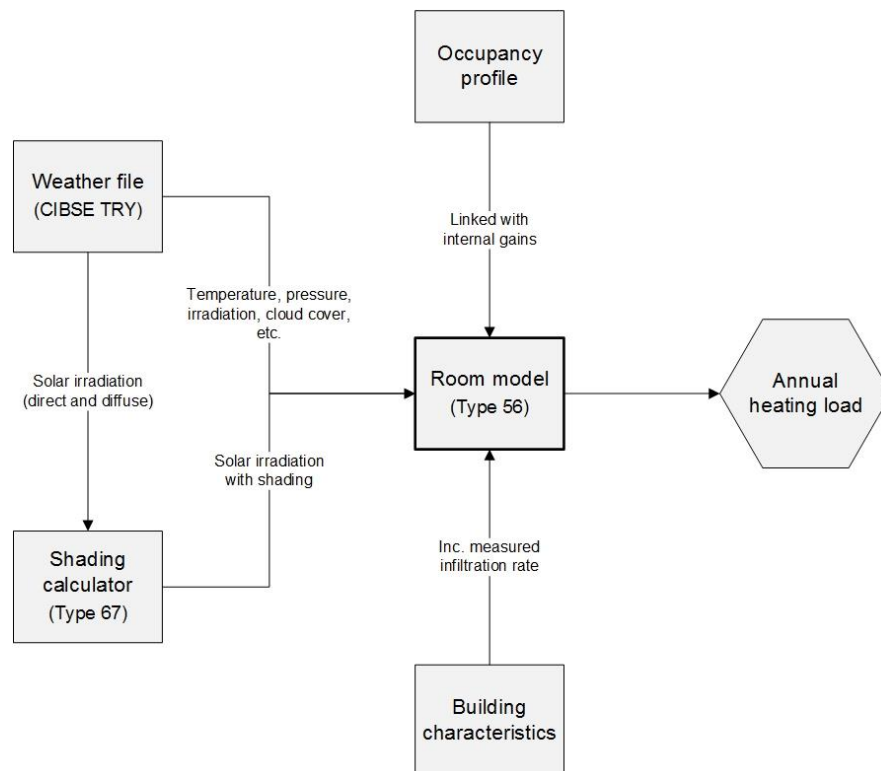 Occupancy
profile
Weather file
(CIBSE TRY)
Linked with
internal gains
Temperature, pressure,
irradiation, cloud cover,
etc.
Solar irradiation
(direct and diffuse)
Room model
(Type 56)
Annual
heating load
Solar irradiation
with shading
Shading
calculator
(Type 67)
Inc. measured
infiltration rate
Building
characteristics